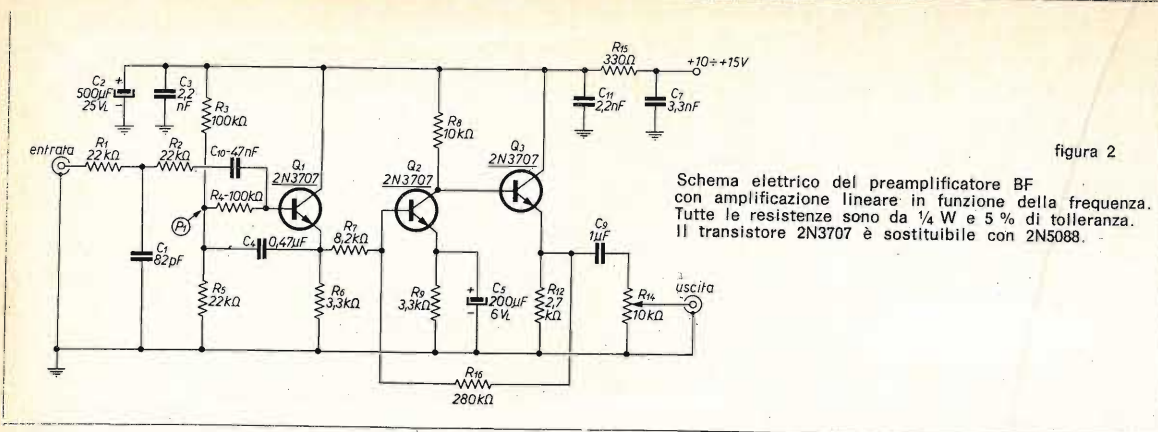 R15
330Ω
+10÷+15V
C2
500µF
25VL
+
-
C3
2,2
nF
R3
100kΩ
R8
10kΩ
C11
2,2nF
C7
3,3nF
entrata
R1
22kΩ
R2
22kΩ
C10-47nF
Q1
2N3707
Q2
2N3707
Q3
2N3707
P1
R4-100kΩ
C4
0,47µF
R7
8,2kΩ
C9
1µF
C1
82pF
R5
22kΩ
R6
3,3kΩ
R9
3,3kΩ
+
-
C5
200µF
6VL
R12
2,7
kΩ
R14
10kΩ
uscita
R16
280kΩ
figura 2
Schema elettrico del preamplificatore BF
con amplificazione lineare in funzione della frequenza.
Tutte le resistenze sono da ¼ W e 5 % di tolleranza.
Il transistore 2N3707 è sostituibile con 2N5088.